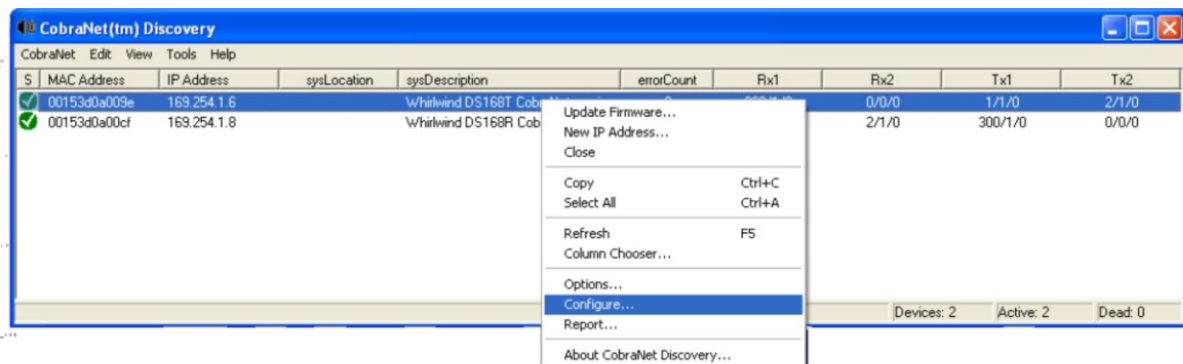 CobraNet(tm) Discovery
CobraNet Edit View Tools Help
S MAC Address IP Address sysLocation sysDescription errorCount Rx1 Rx2 Tx1 Tx2
00153d0a009e 169.254.1.6 Whirlwind DS168T 0/0/0 1/1/0 2/1/0
00153d0a00cf 169.254.1.8 Whirlwind DS168R Cob 2/1/0 300/1/0 0/0/0
Update Firmware...
New IP Address...
Close
Copy Ctrl+C
Select All Ctrl+A
Refresh F5
Column Chooser...
Options...
Configure...
Report...
Devices: 2 Active: 2 Dead: 0
About CobraNet Discovery...